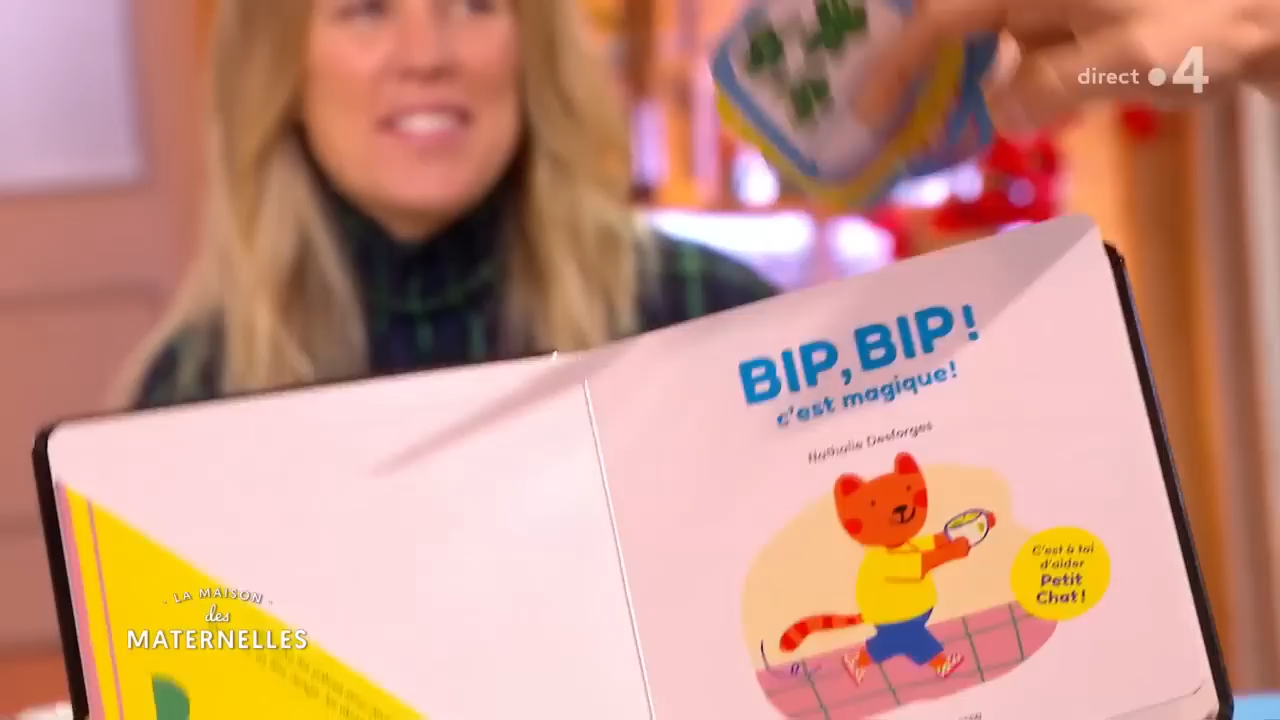 direct 4
BIP, BIP !
c'est magique !
Nathalie Desforges
C'est à toi
d'aider
Petit
Chat !
LA MAISON
des
MATERNELLES